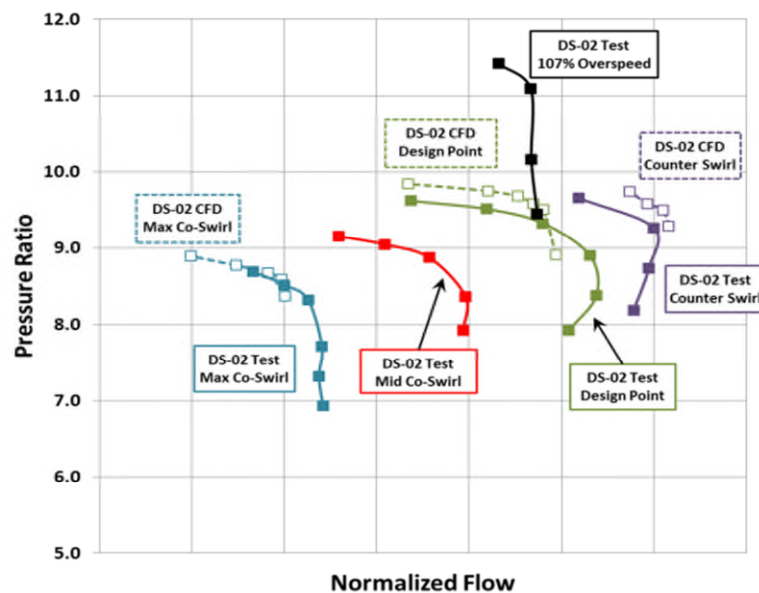 12.0
11.0
10.0
9.0
8.0
7.0
6.0
5.0
Pressure Ratio
Normalized Flow
DS-02 Test
107% Overspeed
DS-02 CFD
Design Point
DS-02 CFD
Counter Swirl
DS-02 CFD
Max Co-Swirl
DS-02 Test
Counter Swirl
DS-02 Test
Max Co-Swirl
DS-02 Test
Mid Co-Swirl
DS-02 Test
Design Point